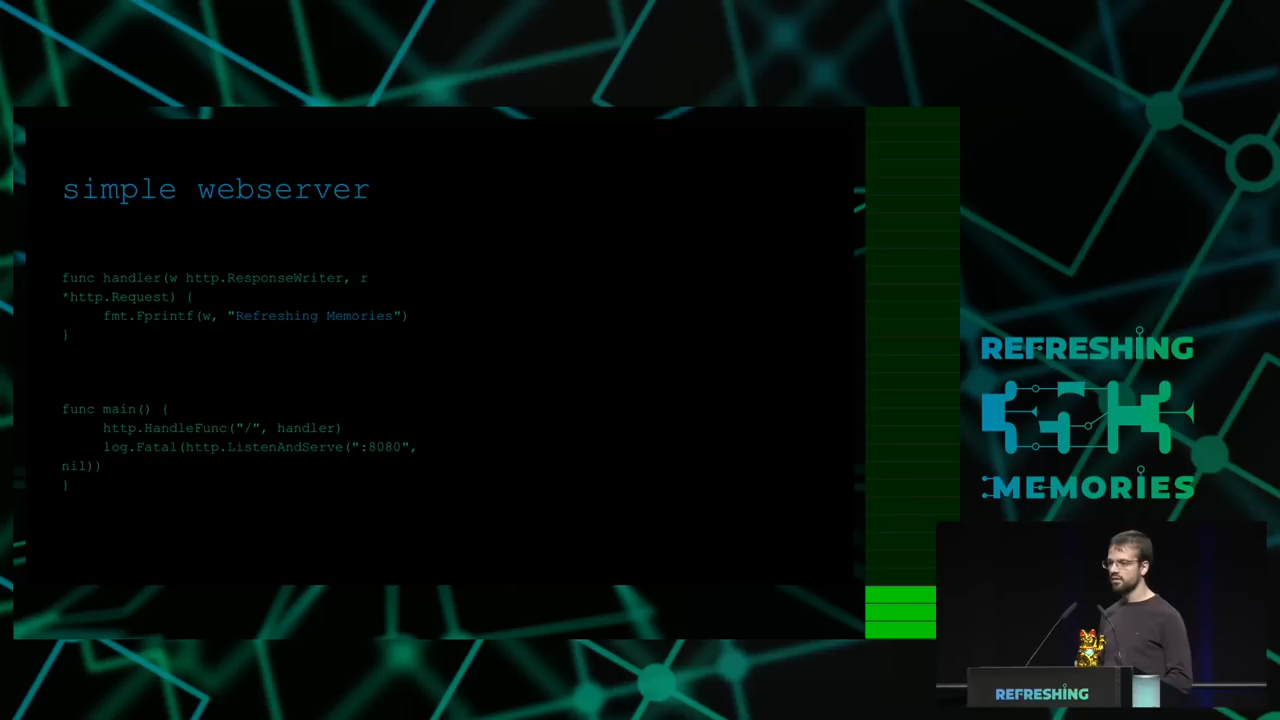 simple webserver
func handler(w http.ResponseWriter, r
*http.Request) {
fmt.Fprintf(w, "Refreshing Memories")
}
func main() {
http.HandleFunc("/", handler)
log.Fatal(http.ListenAndServe(":8080",
nil))
}
REFRESHING
MEMORIES
REFRESHING